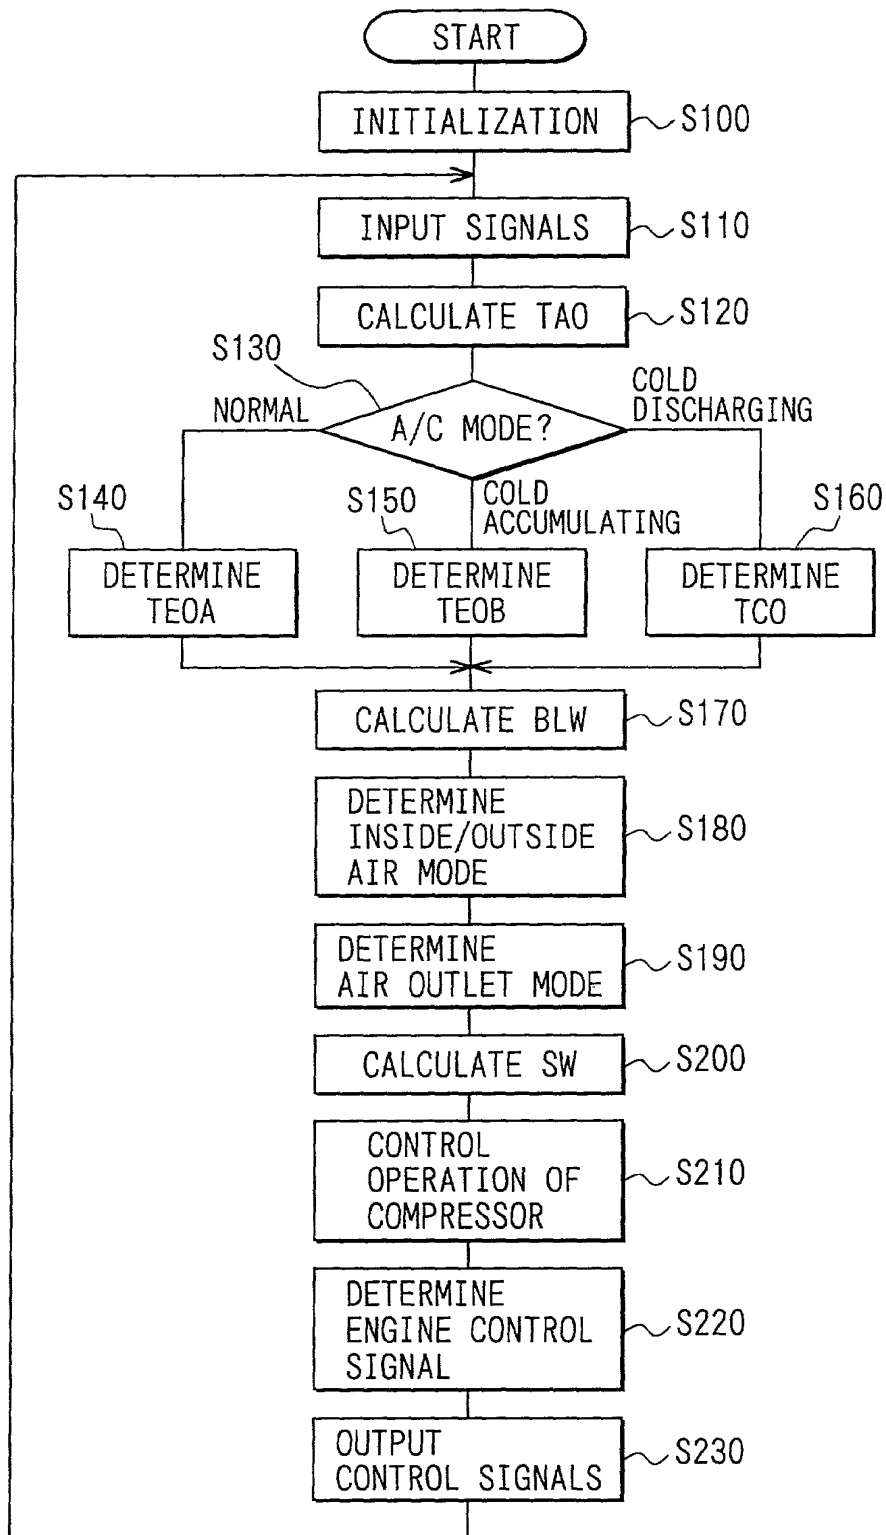 START
INITIALIZATION
S100
INPUT SIGNALS
S110
CALCULATE TAO
S120
S130
A/C MODE?
NORMAL
COLD
DISCHARGING
COLD
ACCUMULATING
S140
DETERMINE
TEOA
S150
DETERMINE
TEOB
S160
DETERMINE
TCO
CALCULATE BLW
S170
DETERMINE
INSIDE/OUTSIDE
AIR MODE
S180
DETERMINE
AIR OUTLET MODE
S190
CALCULATE SW
S200
CONTROL
OPERATION OF
COMPRESSOR
S210
DETERMINE
ENGINE CONTROL
SIGNAL
S220
OUTPUT
CONTROL SIGNALS
S230